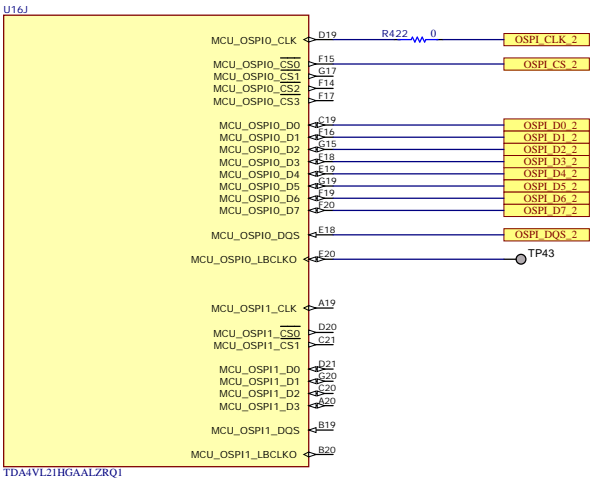 U16J
MCU_OSPI0_CLK D19 R422 0 OSPI_CLK_2
MCU_OSPI0_CS0 F15 OSPI_CS_2
MCU_OSPI0_CS1 G17
MCU_OSPI0_CS2 F14
MCU_OSPI0_CS3 F17
MCU_OSPI0_D0 C19 OSPI_D0_2
MCU_OSPI0_D1 F16 OSPI_D1_2
MCU_OSPI0_D2 G15 OSPI_D2_2
MCU_OSPI0_D3 F18 OSPI_D3_2
MCU_OSPI0_D4 E19 OSPI_D4_2
MCU_OSPI0_D5 G19 OSPI_D5_2
MCU_OSPI0_D6 F19 OSPI_D6_2
MCU_OSPI0_D7 F20 OSPI_D7_2
MCU_OSPI0_DQS E18 OSPI_DQS_2
MCU_OSPI0_LBCLKO E20 TP43
MCU_OSPI1_CLK A19
MCU_OSPI1_CS0 D20
MCU_OSPI1_CS1 C21
MCU_OSPI1_D0 D21
MCU_OSPI1_D1 G20
MCU_OSPI1_D2 C20
MCU_OSPI1_D3 A20
MCU_OSPI1_DQS B19
MCU_OSPI1_LBCLKO B20
TDA4VL21HGAALZRQ1